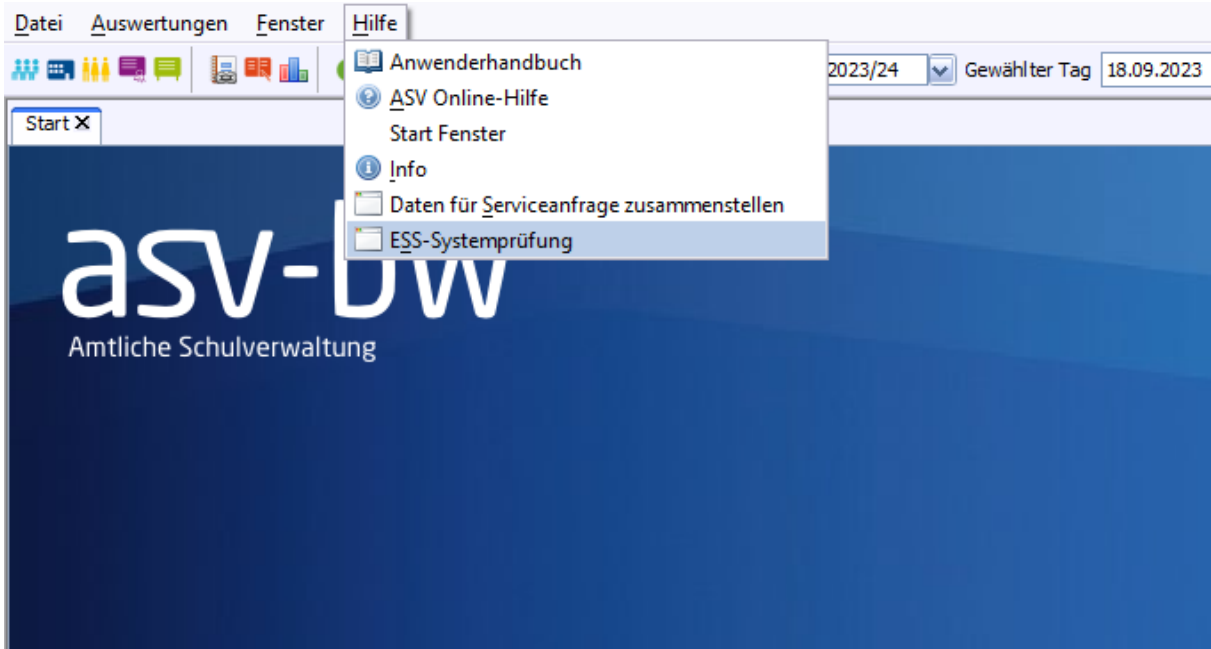 Datei Auswertungen Fenster Hilfe
Anwenderhandbuch
2023/24 Gewählter Tag 18.09.2023
ASV Online-Hilfe
Start
Start Fenster
Info
Daten für Serviceanfrage zusammenstellen
ESS-Systemprüfung
asv-bw
Amtliche Schulverwaltung